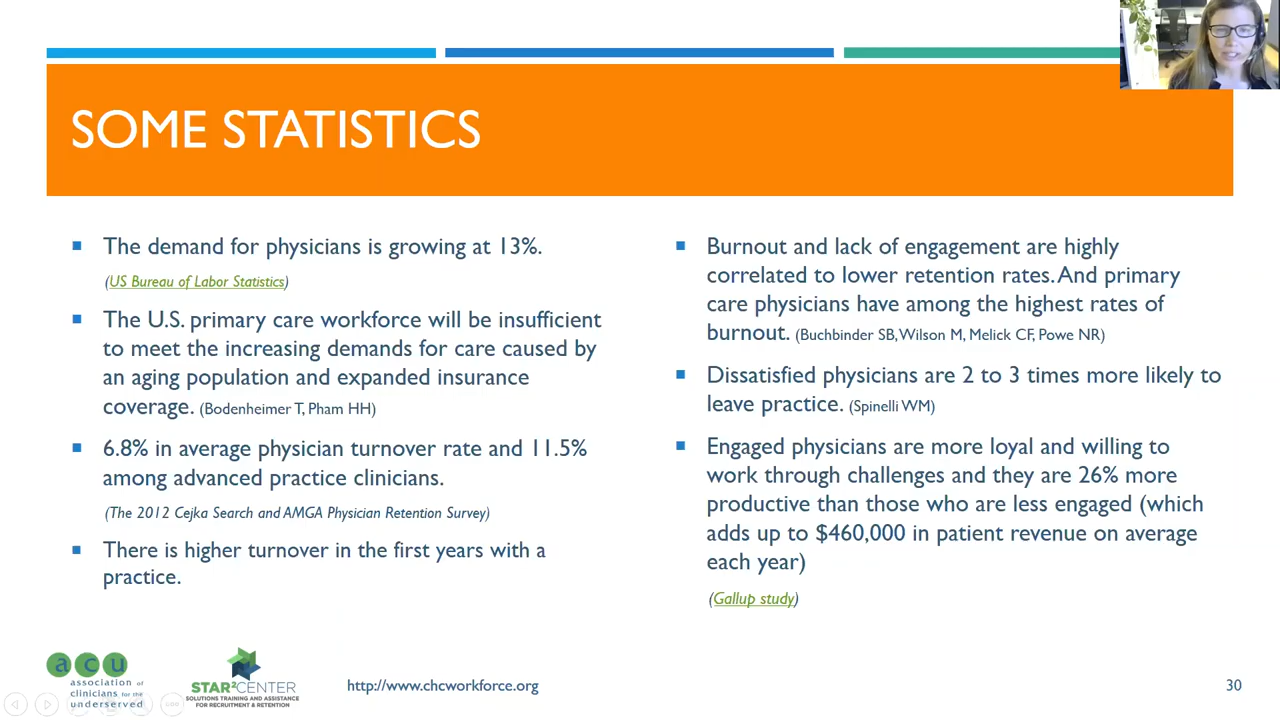 SOME STATISTICS
The demand for physicians is growing at 13%.
(US Bureau of Labor Statistics)
The U.S. primary care workforce will be insufficient
to meet the increasing demands for care caused by
an aging population and expanded insurance
coverage. (Bodenheimer T, Pham HH)
6.8% in average physician turnover rate and 11.5%
among advanced practice clinicians.
(The 2012 Cejka Search and AMGA Physician Retention Survey)
There is higher turnover in the first years with a
practice.
Burnout and lack of engagement are highly
correlated to lower retention rates. And primary
care physicians have among the highest rates of
burnout. (Buchbinder SB, Wilson M, Melick CF, Powe NR)
Dissatisfied physicians are 2 to 3 times more likely to
leave practice. (Spinelli WM)
Engaged physicians are more loyal and willing to
work through challenges and they are 26% more
productive than those who are less engaged (which
adds up to $460,000 in patient revenue on average
each year)
(Gallup study)
acu
association of
clinicians for the
underserved
STAR² CENTER
SOLUTIONS TRAINING AND ASSISTANCE
FOR RECRUITMENT & RETENTION
http://www.chcworkforce.org
30